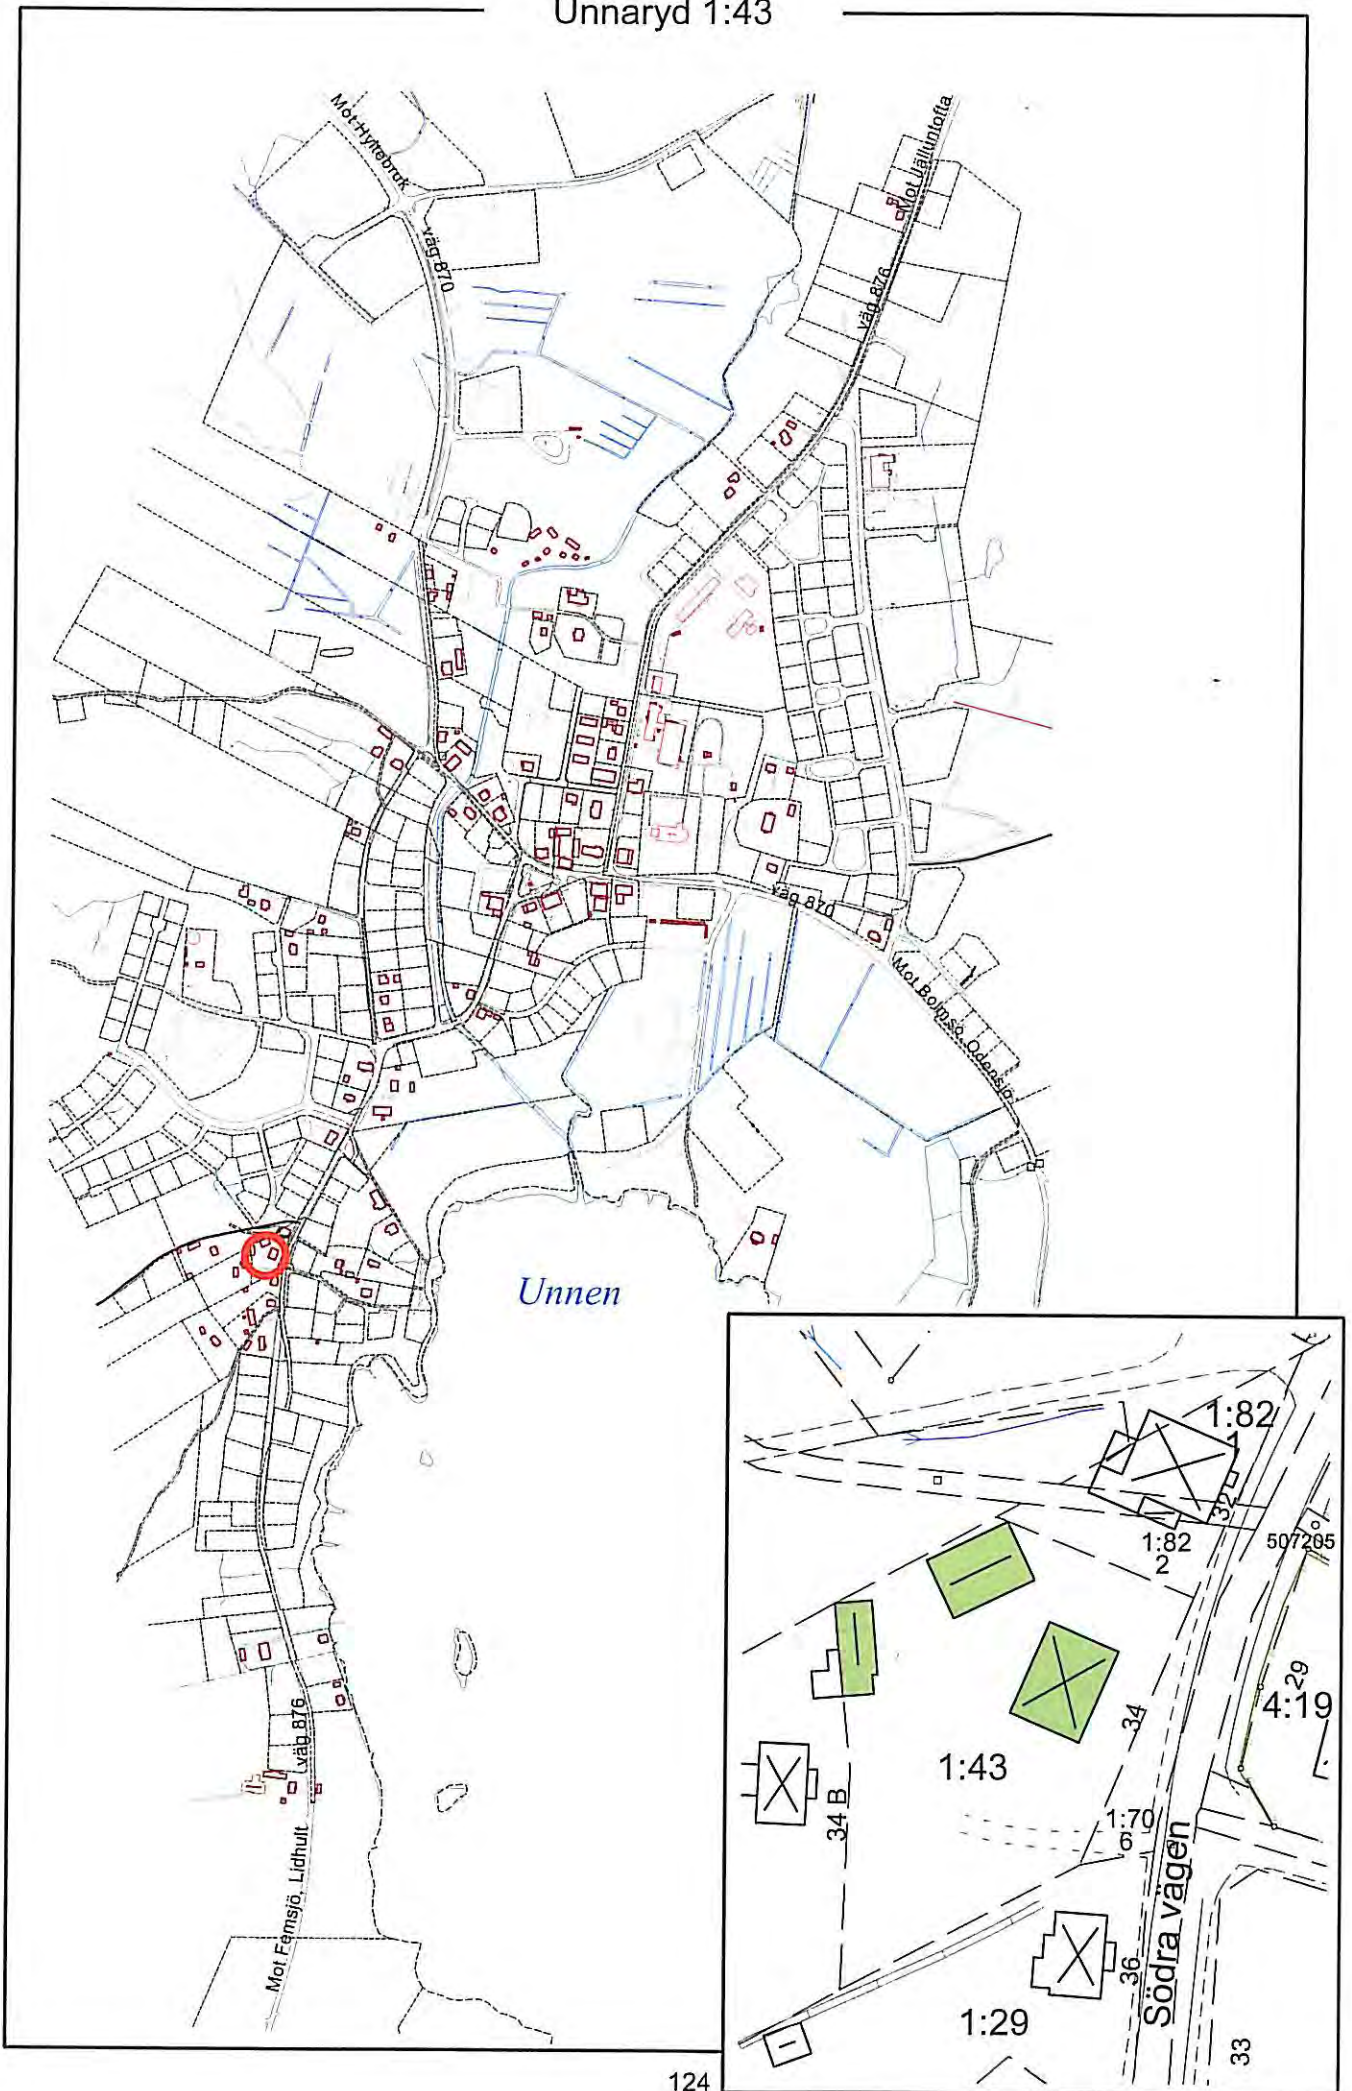 Unnaryd 1:43
Mot Hyltebruk
väg 870
Mot Jälluntofta
väg 876
väg 870
Mot Bolmsö, Odensjö
Unnen
väg 876
Mot Femsjö, Lidhult
1:82
1
32
1:82
2
507205
29
4:19
34
1:43
34 B
1:70
6
Södra vägen
36
1:29
33
124